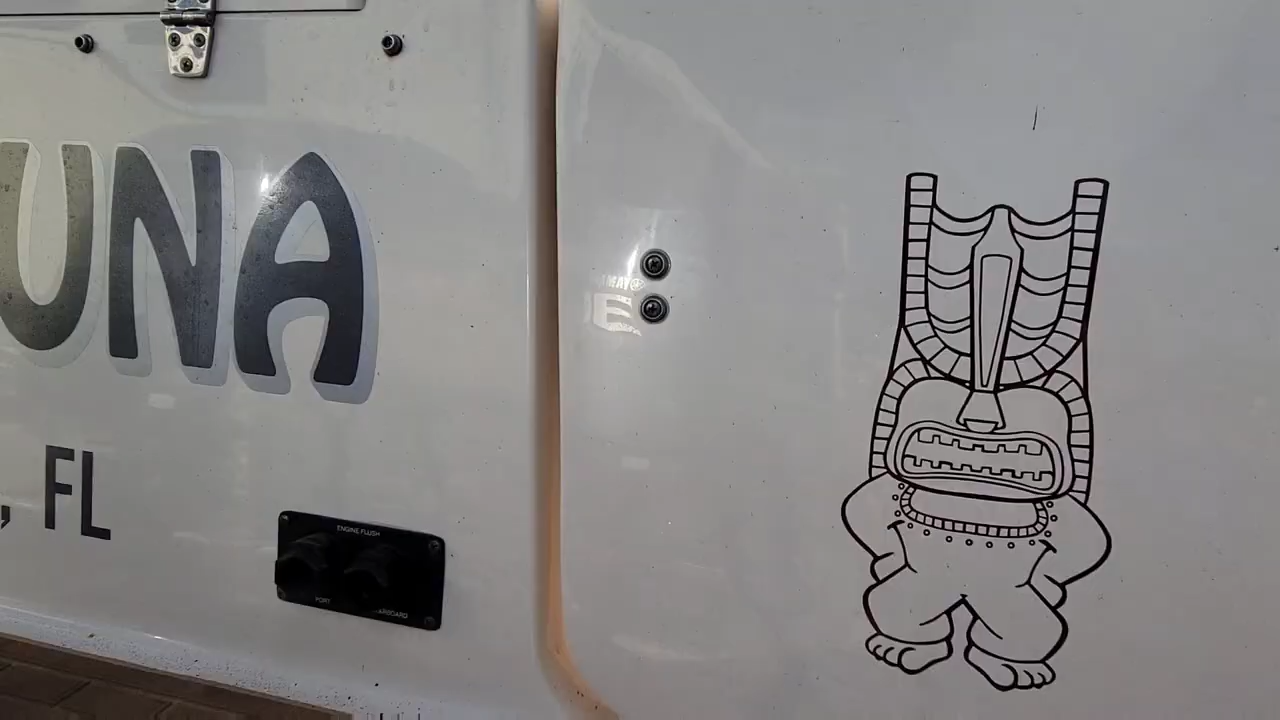 UNA
, FL
ENGINE FLUSH
PORT
ARBOARD